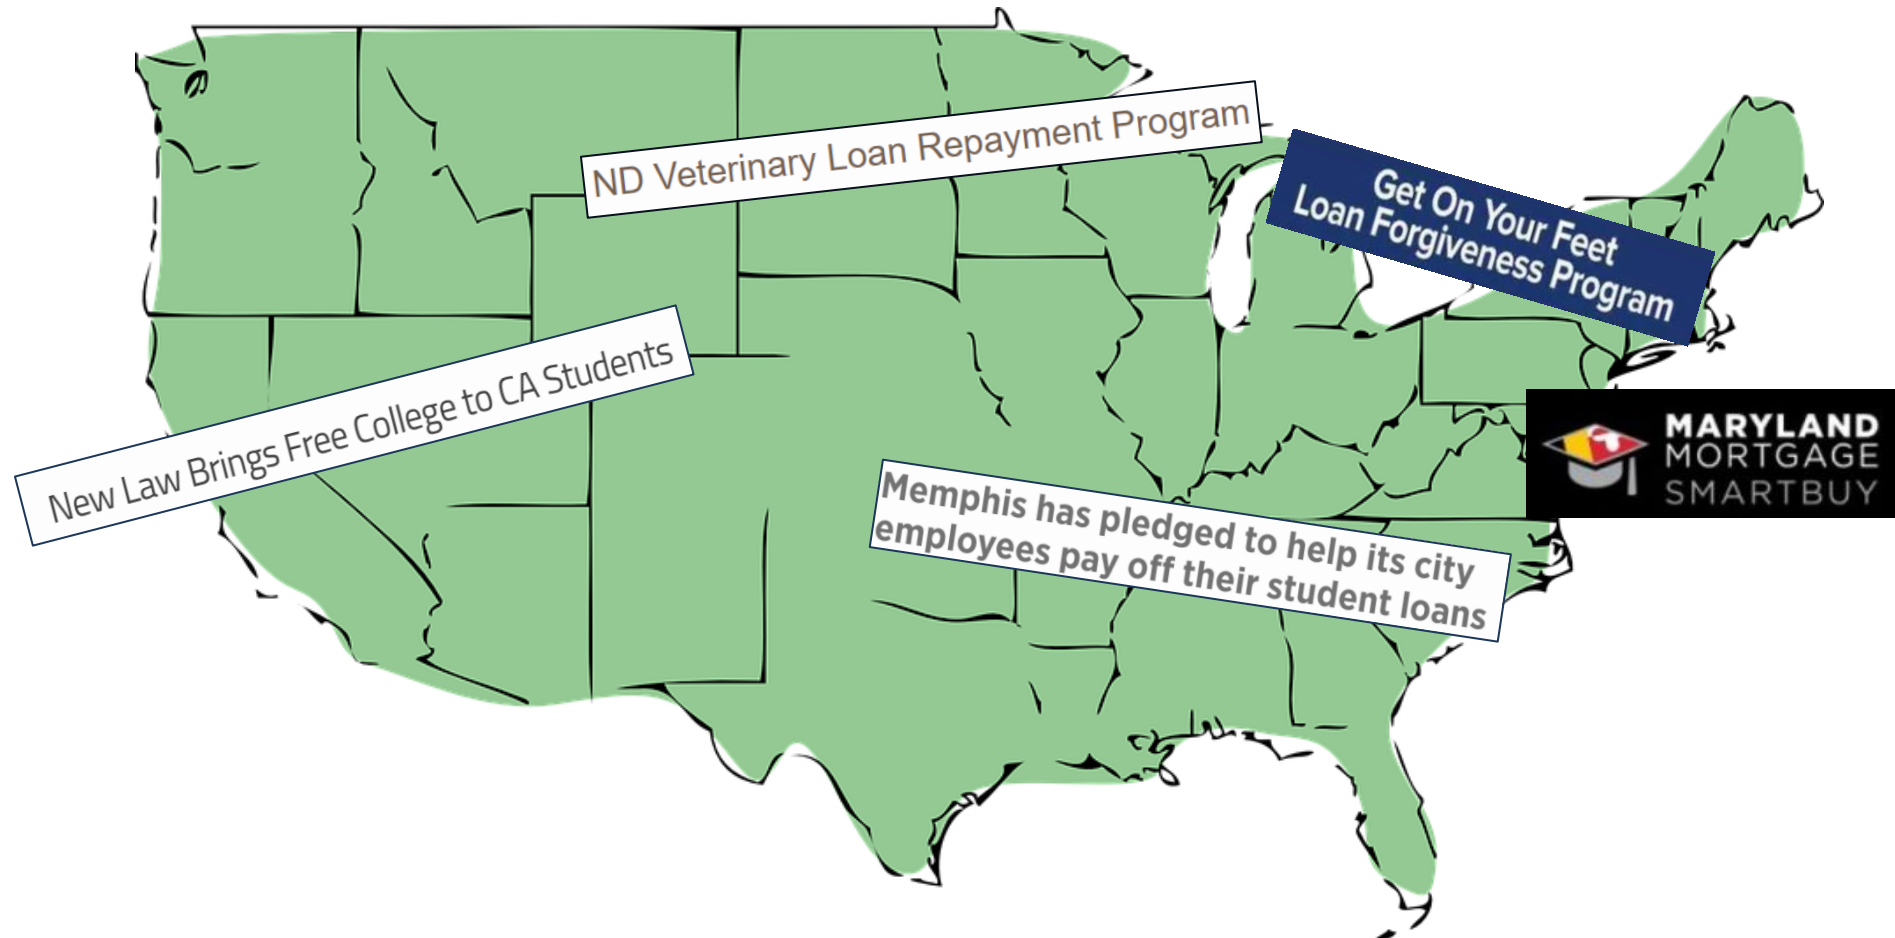 ND Veterinary Loan Repayment Program
Get On Your Feet
Loan Forgiveness Program
New Law Brings Free College to CA Students
MARYLAND
MORTGAGE
SMARTBUY
Memphis has pledged to help its city
employees pay off their student loans